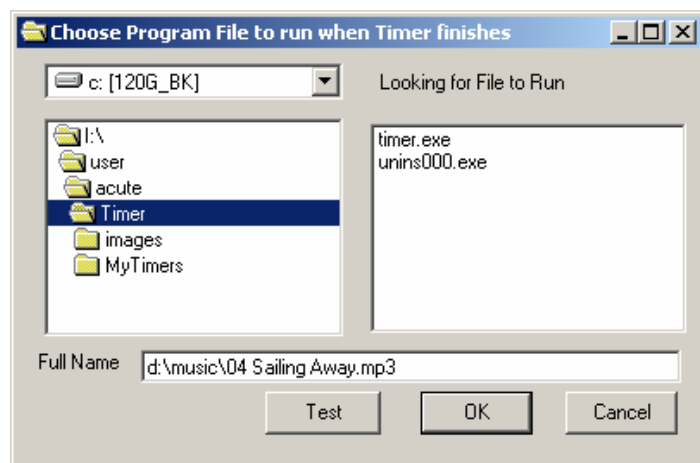 Choose Program File to run when Timer finishes
c: [120G_BK]
Looking for File to Run
I:\
user
acute
Timer
images
MyTimers
timer.exe
unins000.exe
Full Name
d:\music\04 Sailing Away.mp3
Test
OK
Cancel